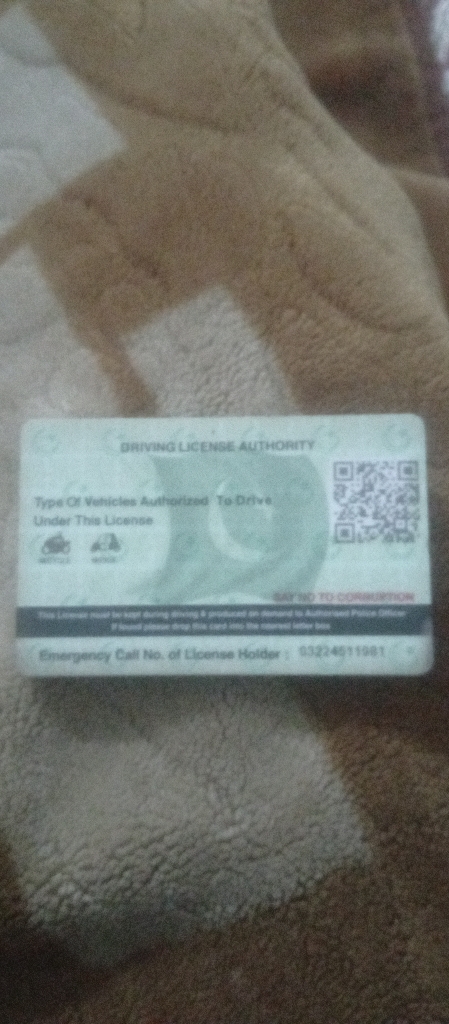 DRIVING LICENSE AUTHORITY
Type Of Vehicles Authorized To Drive
Under This License
SAY NO TO CORRUPTION
This License must be kept during driving & produced on demand to Authorized Police Officer
If found please drop this card into the nearest letter box
Emergency Call No. of License Holder : 03224611981